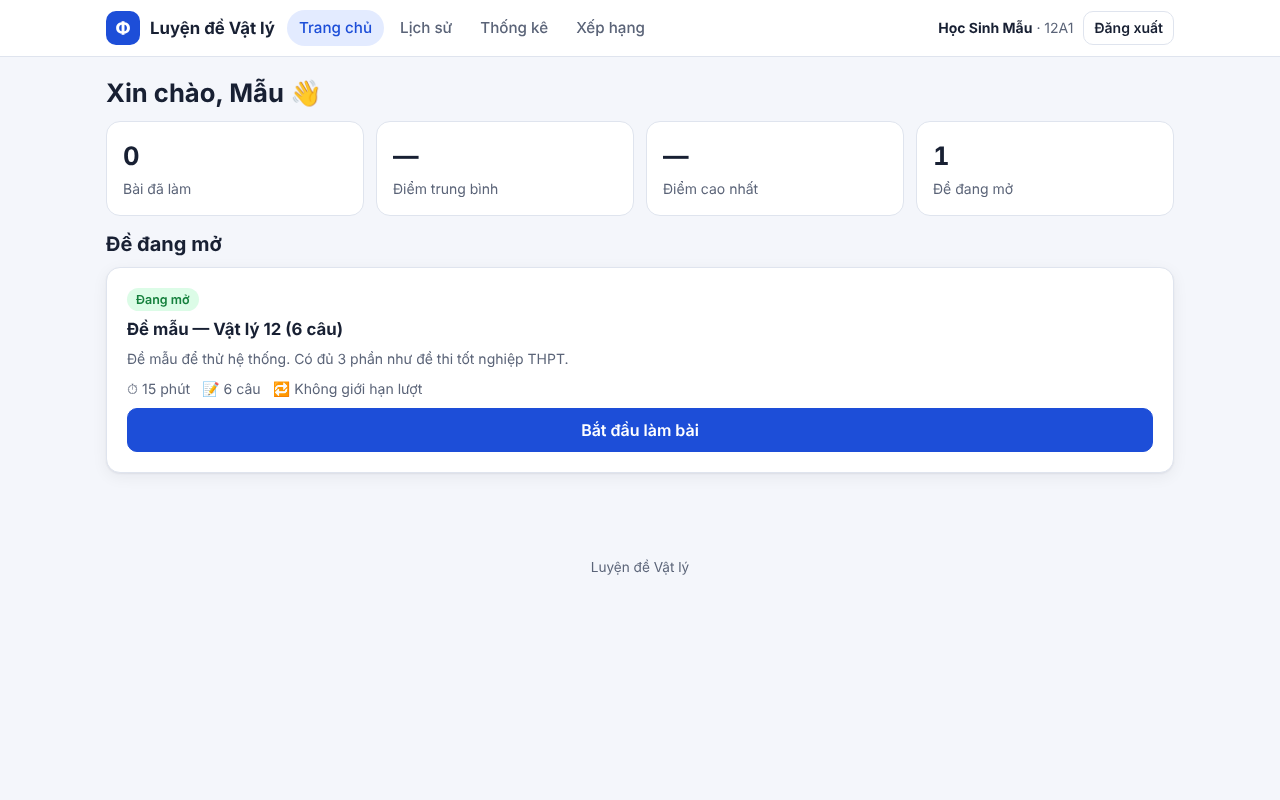 Φ Luyện đề Vật lý Trang chủ Lịch sử Thống kê Xếp hạng Học Sinh Mẫu · 12A1 Đăng xuất
Xin chào, Mẫu 👋
0
Bài đã làm
—
Điểm trung bình
—
Điểm cao nhất
1
Đề đang mở
Đề đang mở
Đang mở
Đề mẫu — Vật lý 12 (6 câu)
Đề mẫu để thử hệ thống. Có đủ 3 phần như đề thi tốt nghiệp THPT.
⏱ 15 phút 📝 6 câu 🔁 Không giới hạn lượt
Bắt đầu làm bài
Luyện đề Vật lý